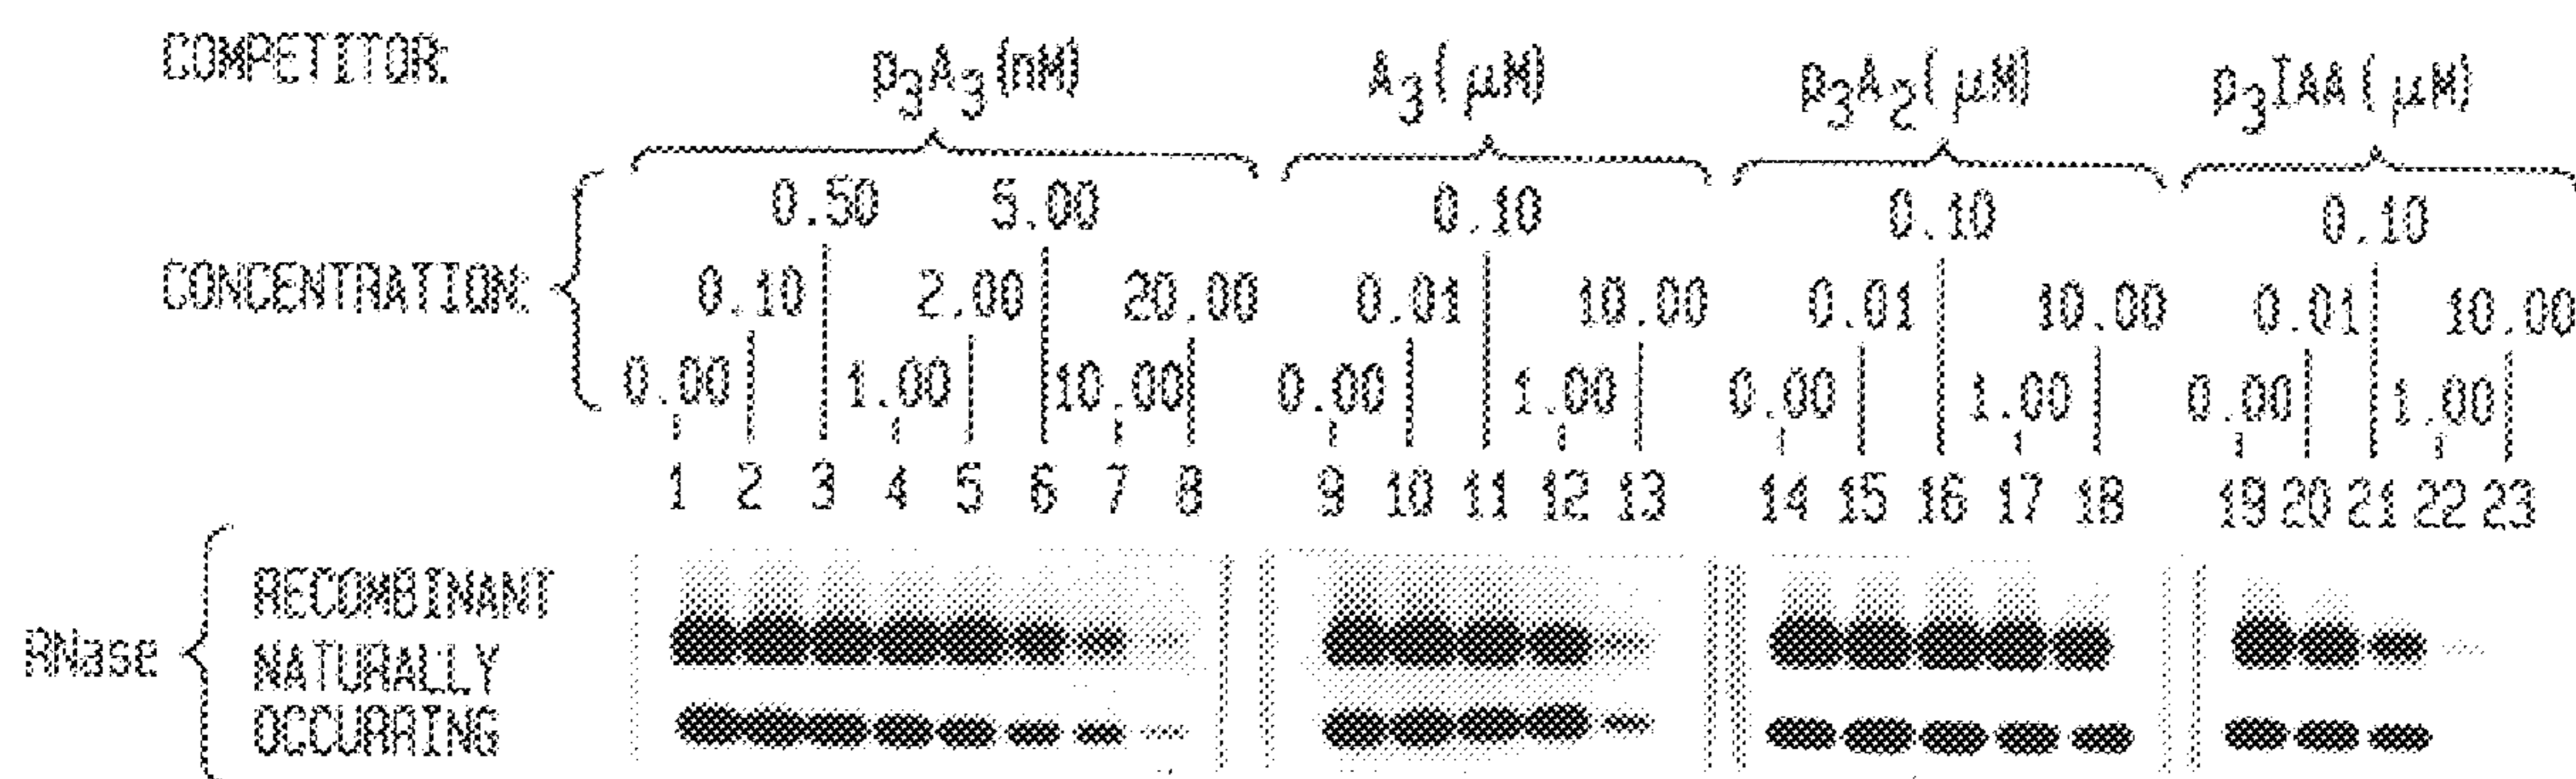 COMPETITOR: p3A3 (nM) A3 (μM) p3A2 (μM) p3IAA (μM)
0.50 5.00 0.10 0.10 0.10
CONCENTRATION: 0.10 2.00 20.00 0.01 10.00 0.01 10.00 0.01 10.00
0.00 1.00 10.00 0.00 1.00 0.00 1.00 0.00 1.00
1 2 3 4 5 6 7 8 9 10 11 12 13 14 15 16 17 18 19 20 21 22 23
RECOMBINANT
RNase NATURALLY
OCCURRING